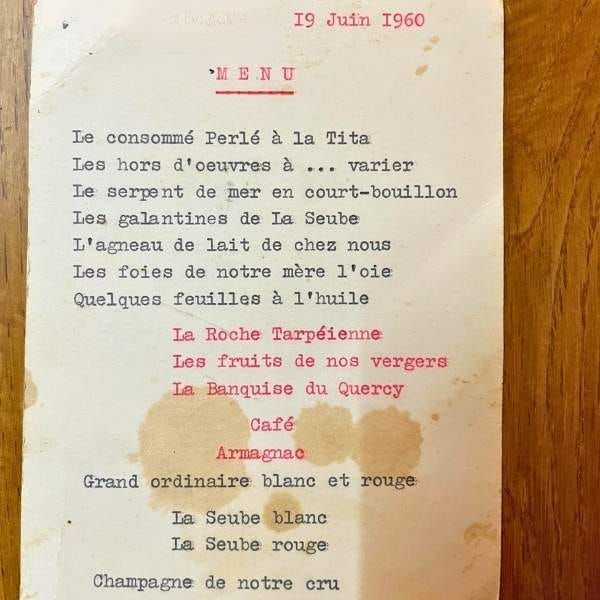 19 Juin 1960
MENU
Le consommé Perlé à la Tita
Les hors d'oeuvres à ... varier
Le serpent de mer en court-bouillon
Les galantines de La Seube
L'agneau de lait de chez nous
Les foies de notre mère l'oie
Quelques feuilles à l'huile
La Roche Tarpéienne
Les fruits de nos vergers
La Banquise du Quercy
Café
Armagnac
Grand ordinaire blanc et rouge
La Seube blanc
La Seube rouge
Champagne de notre cru